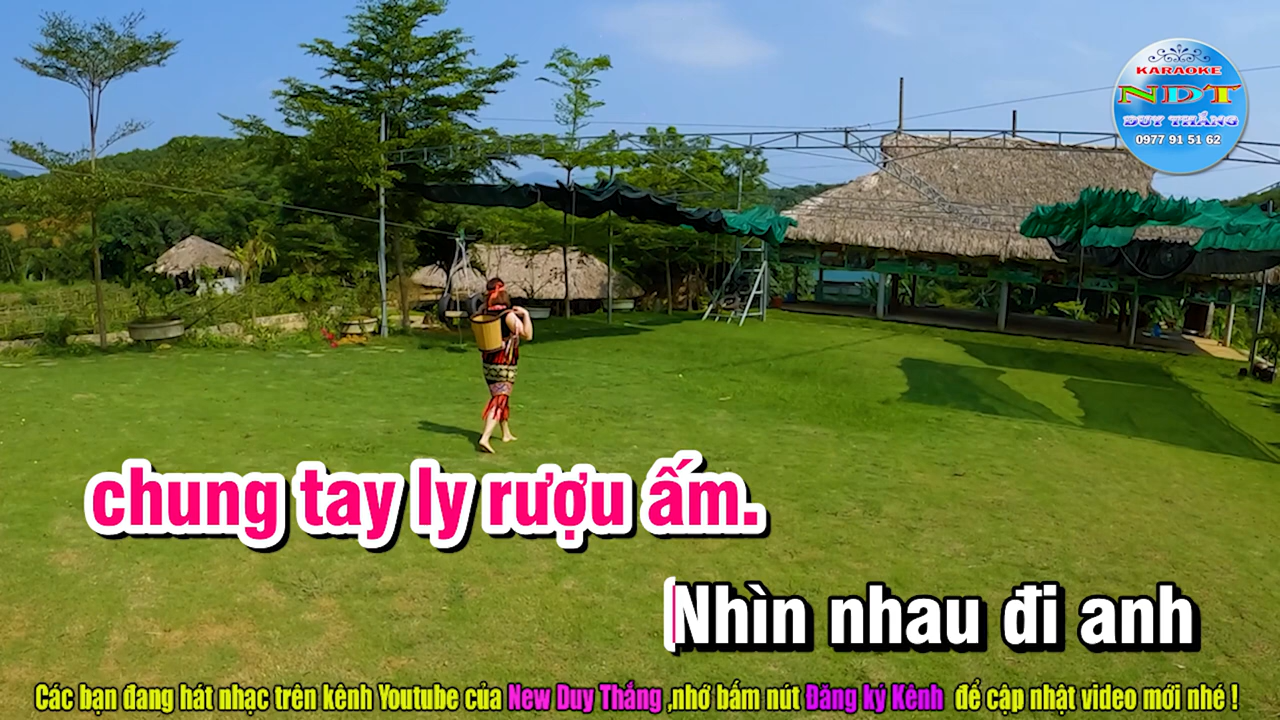 KARAOKE
NDT
DUY THẮNG
0977 91 51 62
chung tay ly rượu ấm.
Nhìn nhau đi anh
Các bạn đang hát nhạc trên kênh Youtube của New Duy Thắng ,nhớ bấm nút Đăng ký Kênh để cập nhật video mới nhé !